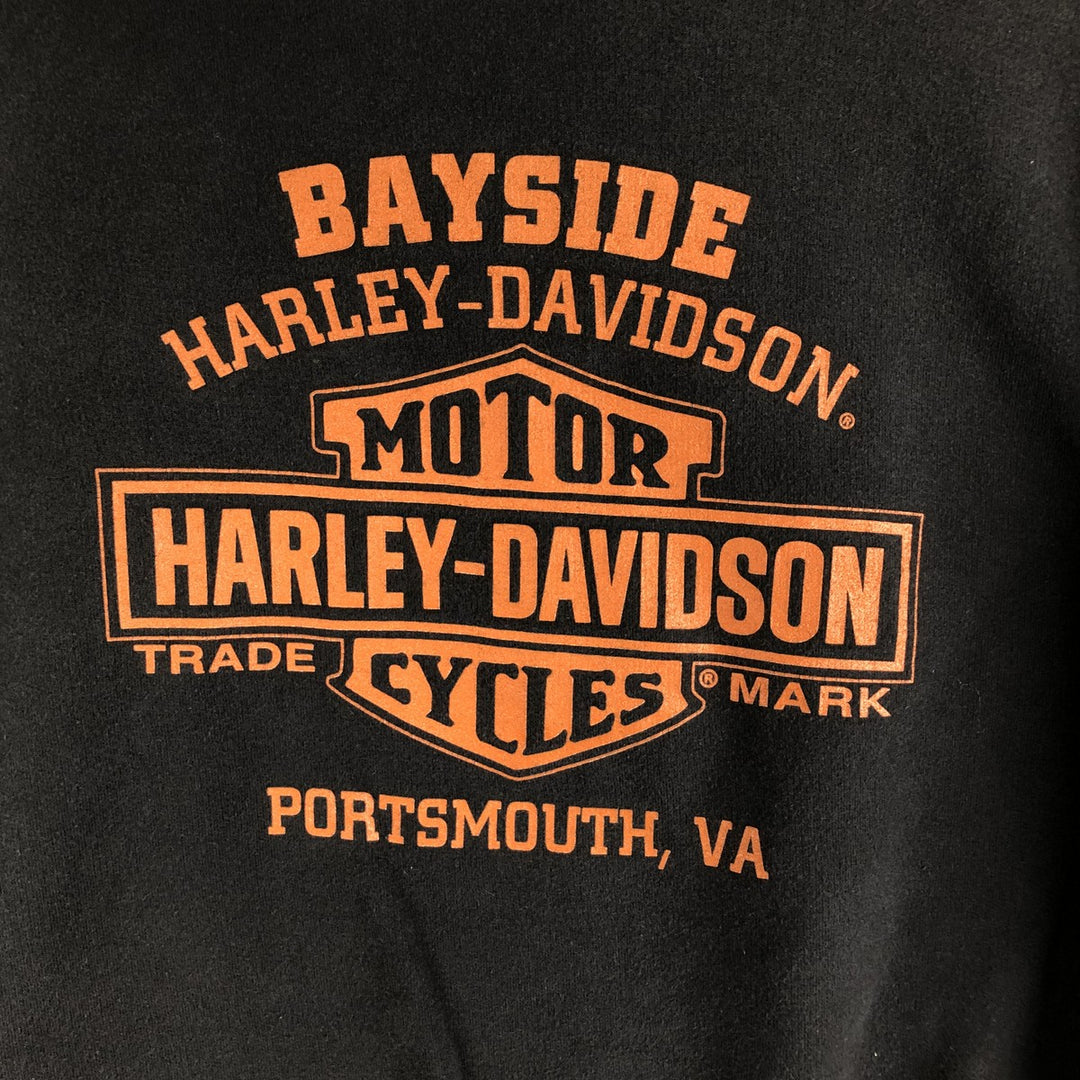 BAYSIDE
HARLEY-DAVIDSON®
MOTOR
HARLEY-DAVIDSON
CYCLES
TRADE ® MARK
PORTSMOUTH, VA